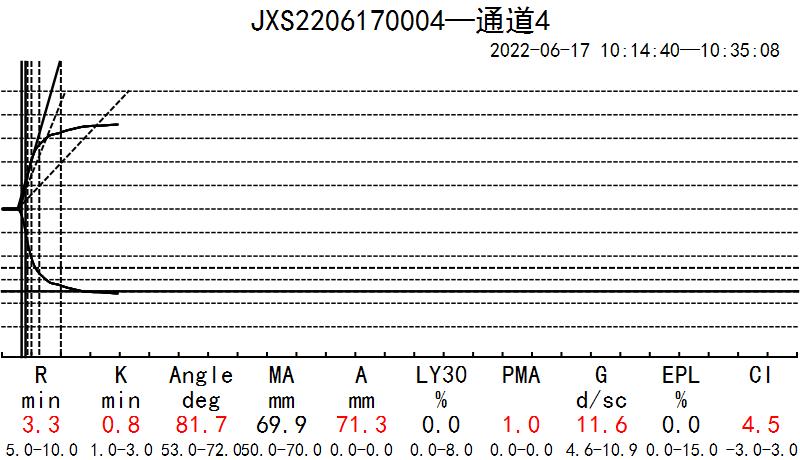 JXS2206170004—通道4
2022-06-17 10:14:40—10:35:08
R K Angle MA A LY30 PMA G EPL CI
min min deg mm mm % d/sc %
3.3 0.8 81.7 69.9 71.3 0.0 1.0 11.6 0.0 4.5
5.0-10.0 1.0-3.0 53.0-72.0 50.0-70.0 0.0-0.0 0.0-8.0 0.0-0.0 4.6-10.9 0.0-15.0 -3.0-3.0